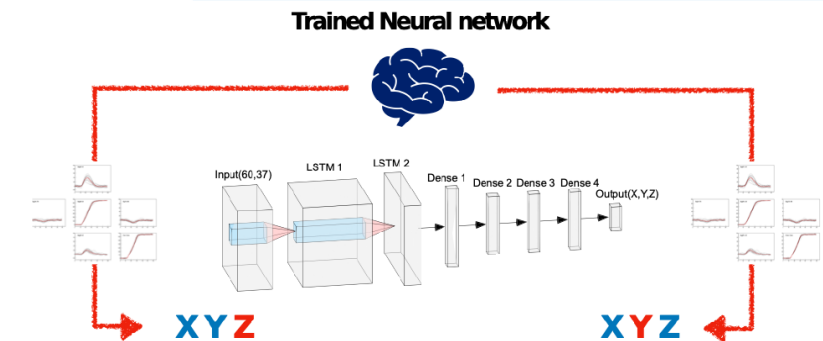 Trained Neural network
Input(60,37)
LSTM 1
LSTM 2
Dense 1
Dense 2
Dense 3
Dense 4
Output(X,Y,Z)
XYZ
XYZ